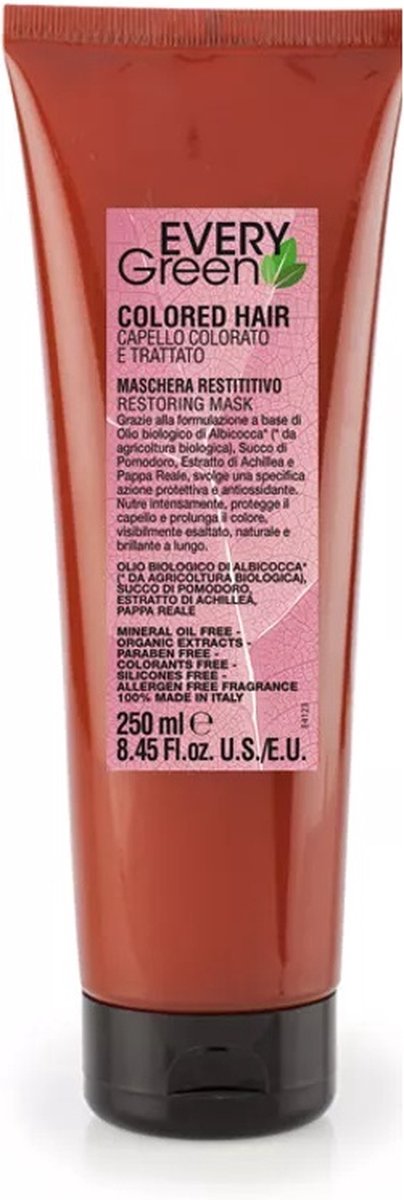 EVERY
Green
COLORED HAIR
CAPELLO COLORATO
E TRATTATO
MASCHERA RESTITITIVO
RESTORING MASK
Grazie alla formulazione a base di
Olio biologico di Albicocca* (* da
agricoltura biologica), Succo di
Pomodoro, Estratto di Achillea e
Pappa Reale, svolge una specifica
azione protettiva e antiossidante.
Nutre intensamente, protegge il
capello e prolunga il colore,
visibilmente esaltato, naturale e
brillante a lungo.
OLIO BIOLOGICO DI ALBICOCCA*
(* DA AGRICOLTURA BIOLOGICA),
SUCCO DI POMODORO,
ESTRATTO DI ACHILLEA,
PAPPA REALE
MINERAL OIL FREE -
ORGANIC EXTRACTS -
PARABEN FREE -
COLORANTS FREE -
SILICONES FREE -
ALLERGEN FREE FRAGRANCE
100% MADE IN ITALY
250 ml ℮
8.45 Fl.oz. U.S./E.U.